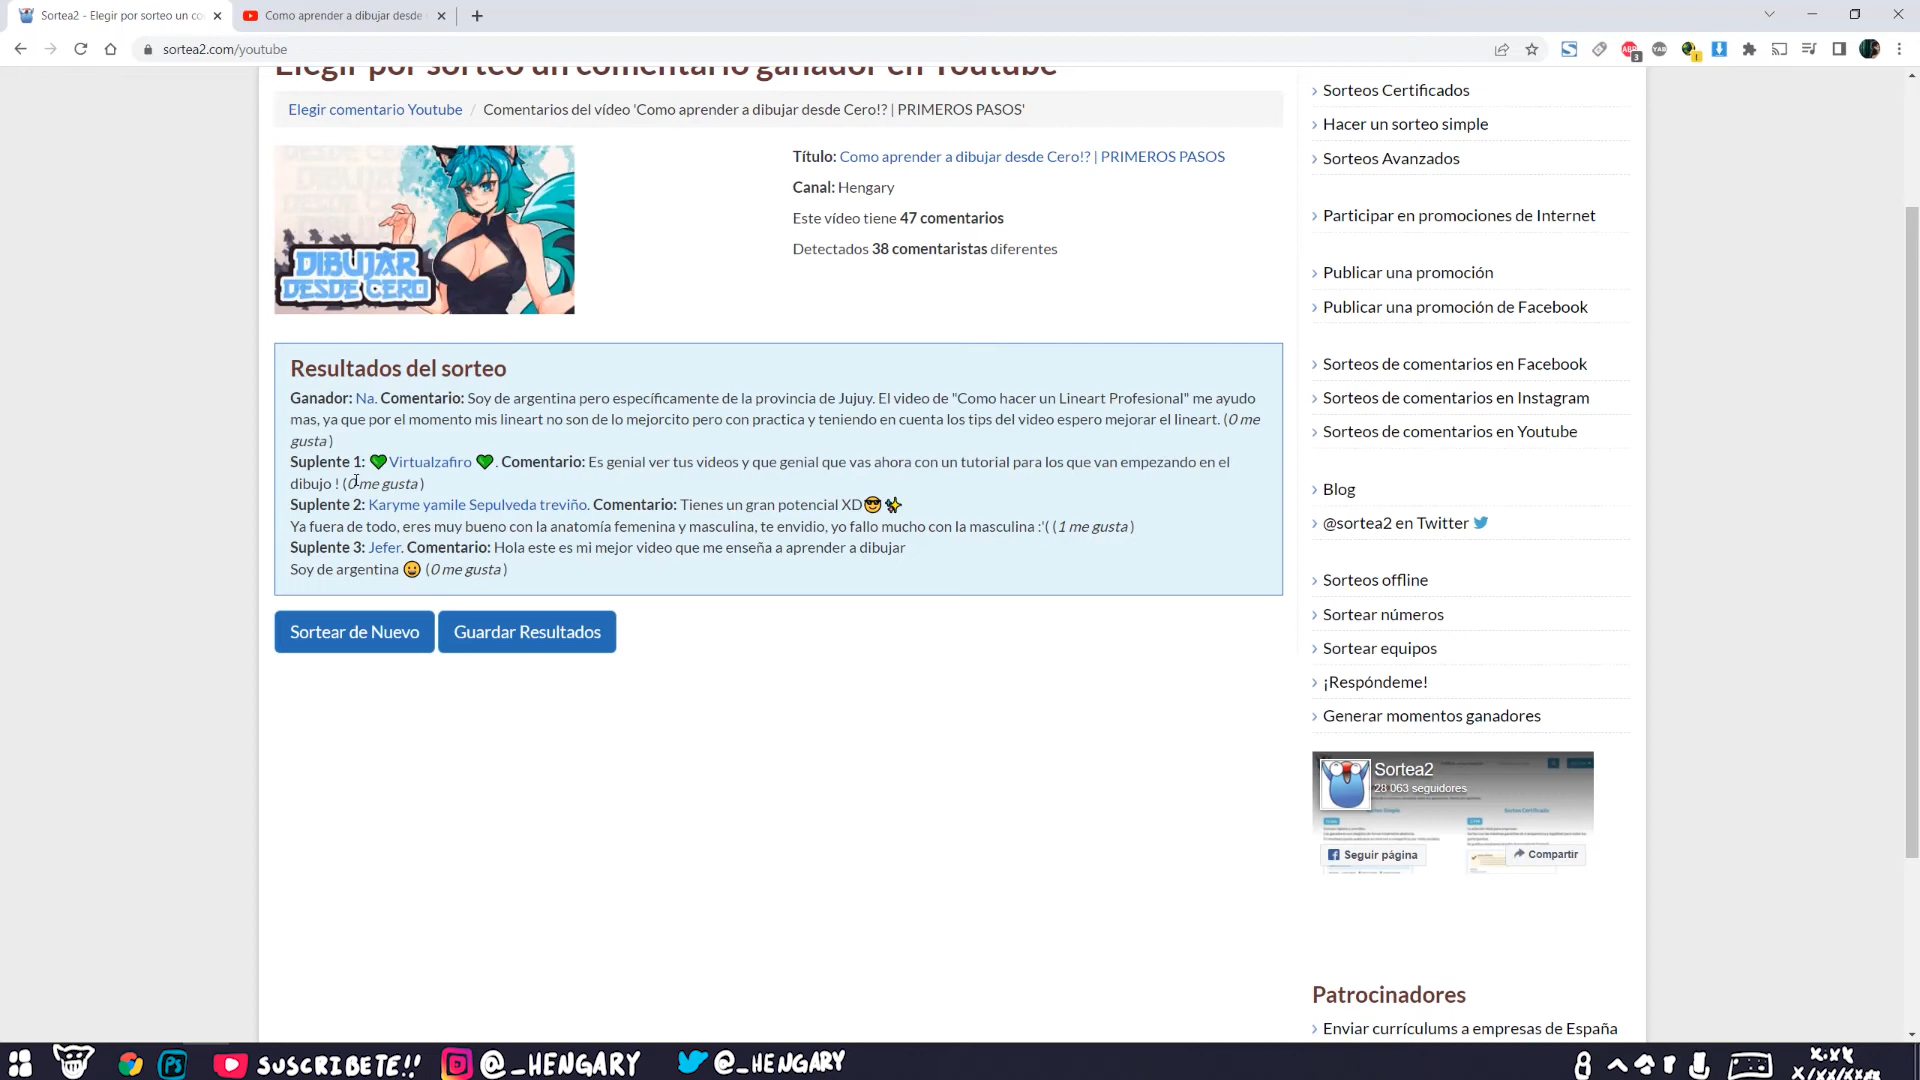 Sortea2 - Elegir por sorteo un co
Como aprender a dibujar desde
sortea2.com/youtube
Elegir por sorteo un comentario ganador en Youtube
Elegir comentario Youtube / Comentarios del vídeo 'Como aprender a dibujar desde Cero!? | PRIMEROS PASOS'
DIBUJAR
DESDE CERO
Título: Como aprender a dibujar desde Cero!? | PRIMEROS PASOS
Canal: Hengary
Este vídeo tiene 47 comentarios
Detectados 38 comentaristas diferentes
Resultados del sorteo
Ganador: Na. Comentario: Soy de argentina pero específicamente de la provincia de Jujuy. El video de "Como hacer un Lineart Profesional" me ayudo
mas, ya que por el momento mis lineart no son de lo mejorcito pero con practica y teniendo en cuenta los tips del video espero mejorar el lineart. (0 me
gusta )
Suplente 1: 💚Virtualzafiro 💚. Comentario: Es genial ver tus videos y que genial que vas ahora con un tutorial para los que van empezando en el
dibujo ! (0 me gusta )
Suplente 2: Karyme yamile Sepulveda treviño. Comentario: Tienes un gran potencial XD😎✨
Ya fuera de todo, eres muy bueno con la anatomía femenina y masculina, te envidio, yo fallo mucho con la masculina :'( (1 me gusta )
Suplente 3: Jefer. Comentario: Hola este es mi mejor video que me enseña a aprender a dibujar
Soy de argentina 😀 (0 me gusta )
Sortear de Nuevo
Guardar Resultados
Sorteos Certificados
Hacer un sorteo simple
Sorteos Avanzados
Participar en promociones de Internet
Publicar una promoción
Publicar una promoción de Facebook
Sorteos de comentarios en Facebook
Sorteos de comentarios en Instagram
Sorteos de comentarios en Youtube
Blog
@sortea2 en Twitter
Sorteos offline
Sortear números
Sortear equipos
¡Respóndeme!
Generar momentos ganadores
Sortea2
28 063 seguidores
Seguir página
Compartir
Patrocinadores
Enviar currículums a empresas de España
SUSCRIBETE!!
@_HENGARY
@_HENGARY